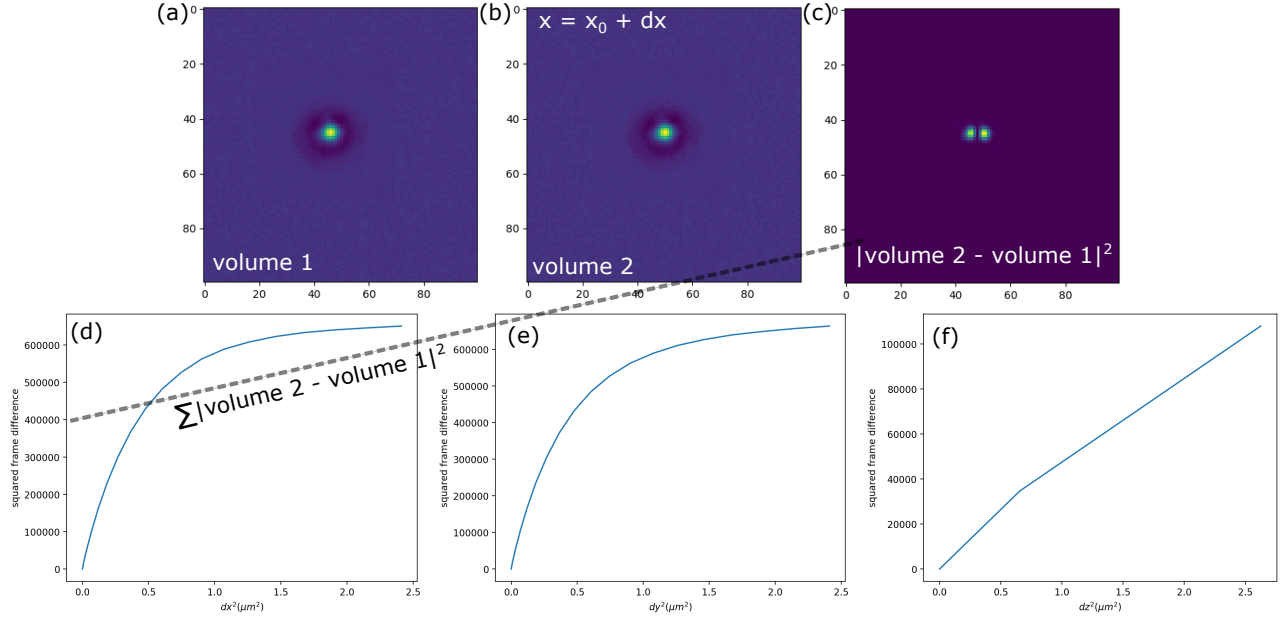 (a)
0
20
40
60
80
0 20 40 60 80
volume 1
(b)
x = x₀ + dx
0
20
40
60
80
0 20 40 60 80
volume 2
(c)
0
20
40
60
80
0 20 40 60 80
|volume 2 - volume 1|²
(d)
squared frame difference
600000
500000
400000
300000
200000
100000
0
0.0 0.5 1.0 1.5 2.0 2.5
dx²(μm²)
∑|volume 2 - volume 1|²
(e)
squared frame difference
600000
500000
400000
300000
200000
100000
0
0.0 0.5 1.0 1.5 2.0 2.5
dy²(μm²)
(f)
squared frame difference
100000
80000
60000
40000
20000
0
0.0 0.5 1.0 1.5 2.0 2.5
dz²(μm²)